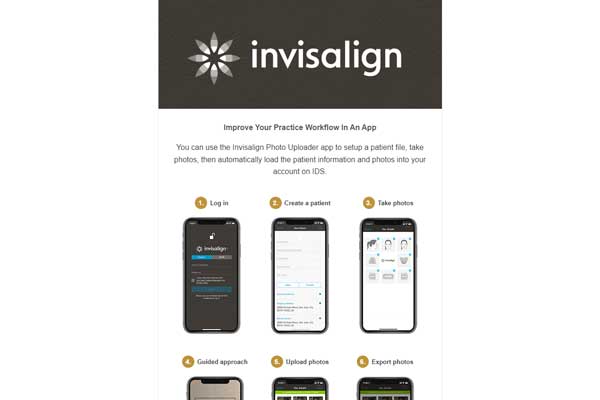 invisalign
Improve Your Practice Workflow In An App
You can use the Invisalign Photo Uploader app to setup a patient file, take
photos, then automatically load the patient information and photos into your
account on IDS.
1. Log in
2. Create a patient
3. Take photos
invisalign
invisalign
4. Guided approach
5. Upload photos
6. Export photos